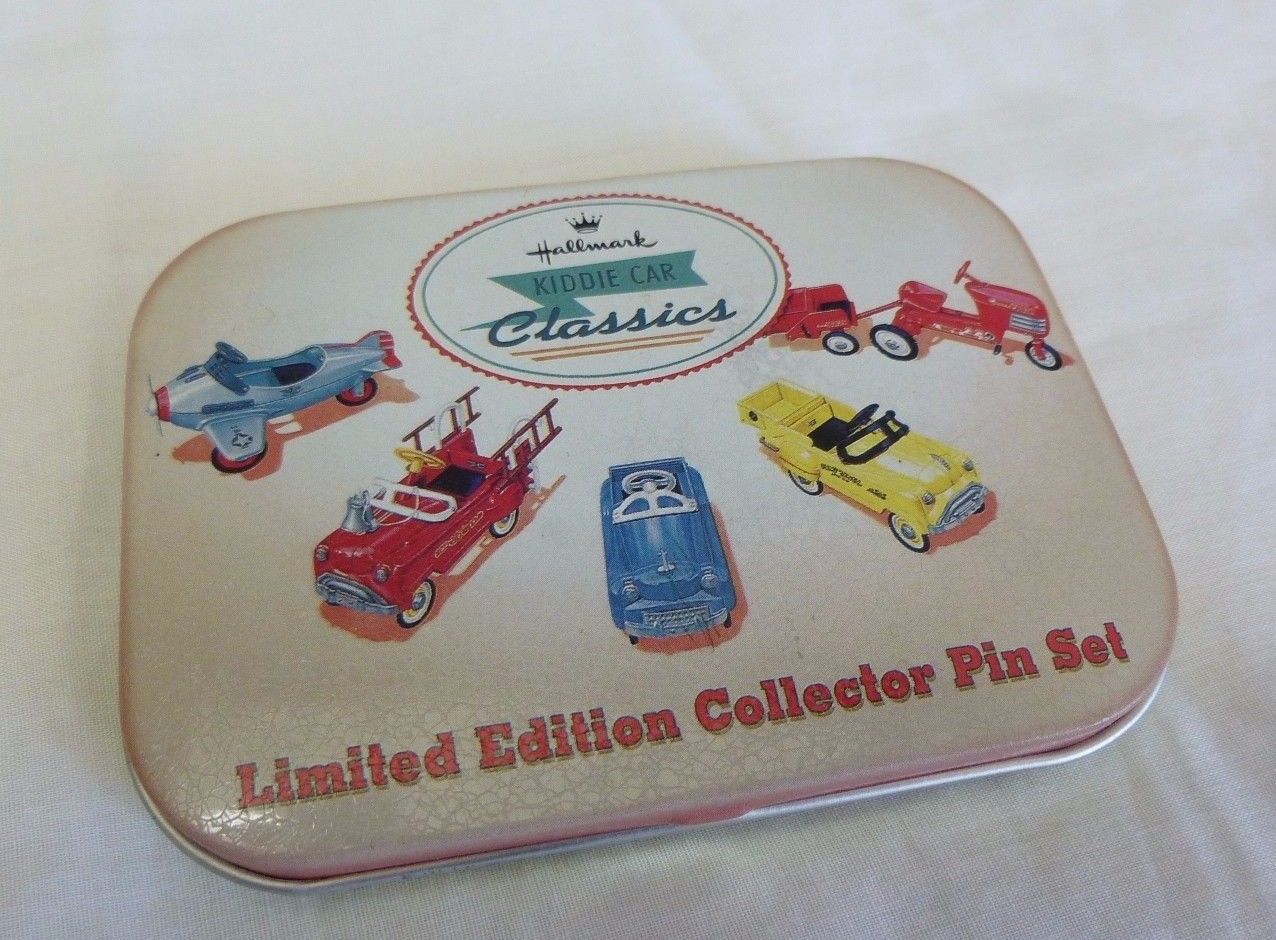 Hallmark
KIDDIE CAR
Classics
Limited Edition Collector Pin Set